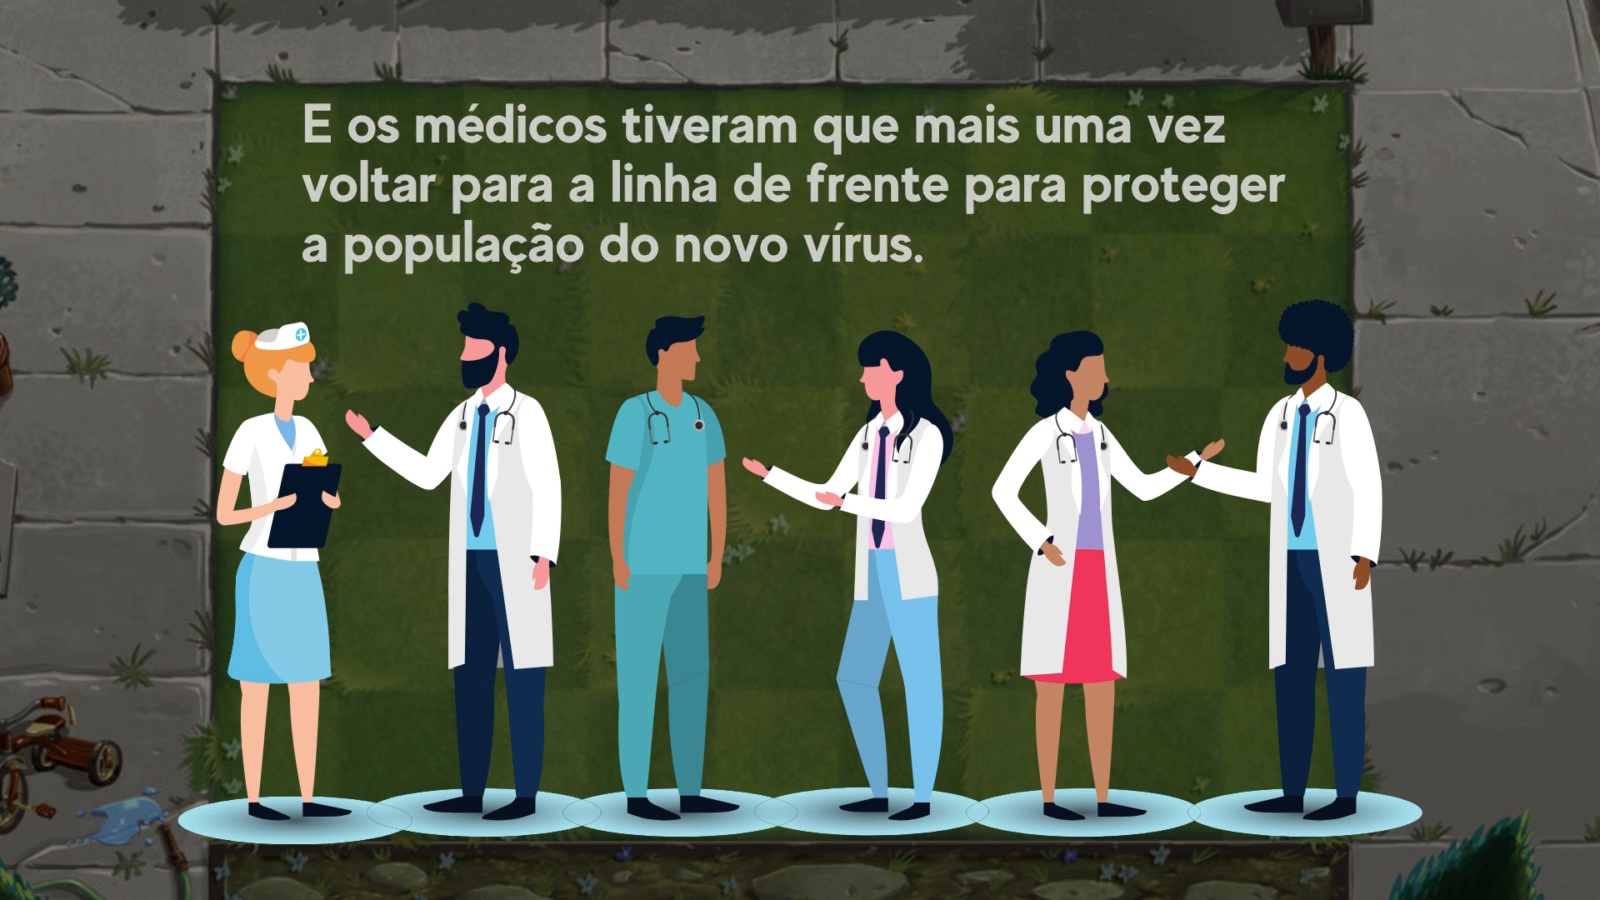 E os médicos tiveram que mais uma vez
voltar para a linha de frente para proteger
a população do novo vírus.